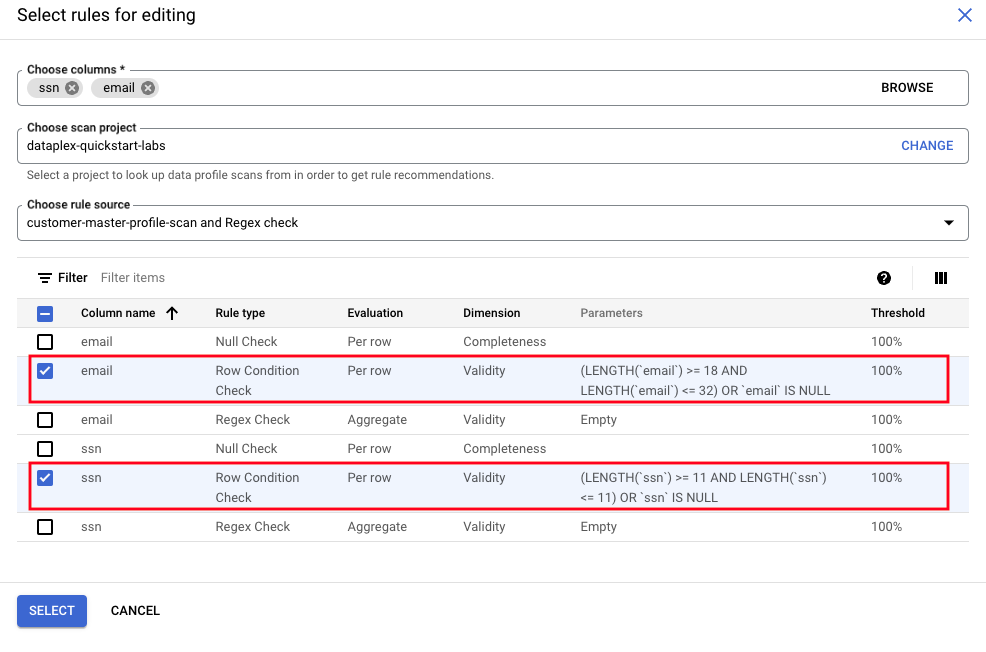 Select rules for editing
Choose columns *
ssn email BROWSE
Choose scan project
dataplex-quickstart-labs CHANGE
Select a project to look up data profile scans from in order to get rule recommendations.
Choose rule source
customer-master-profile-scan and Regex check
Filter Filter items
Column name Rule type Evaluation Dimension Parameters Threshold
email Null Check Per row Completeness 100%
email Row Condition Per row Validity (LENGTH(`email`) >= 18 AND 100%
Check LENGTH(`email`) <= 32) OR `email` IS NULL
email Regex Check Aggregate Validity Empty 100%
ssn Null Check Per row Completeness 100%
ssn Row Condition Per row Validity (LENGTH(`ssn`) >= 11 AND LENGTH(`ssn`) 100%
Check <= 11) OR `ssn` IS NULL
ssn Regex Check Aggregate Validity Empty 100%
SELECT CANCEL